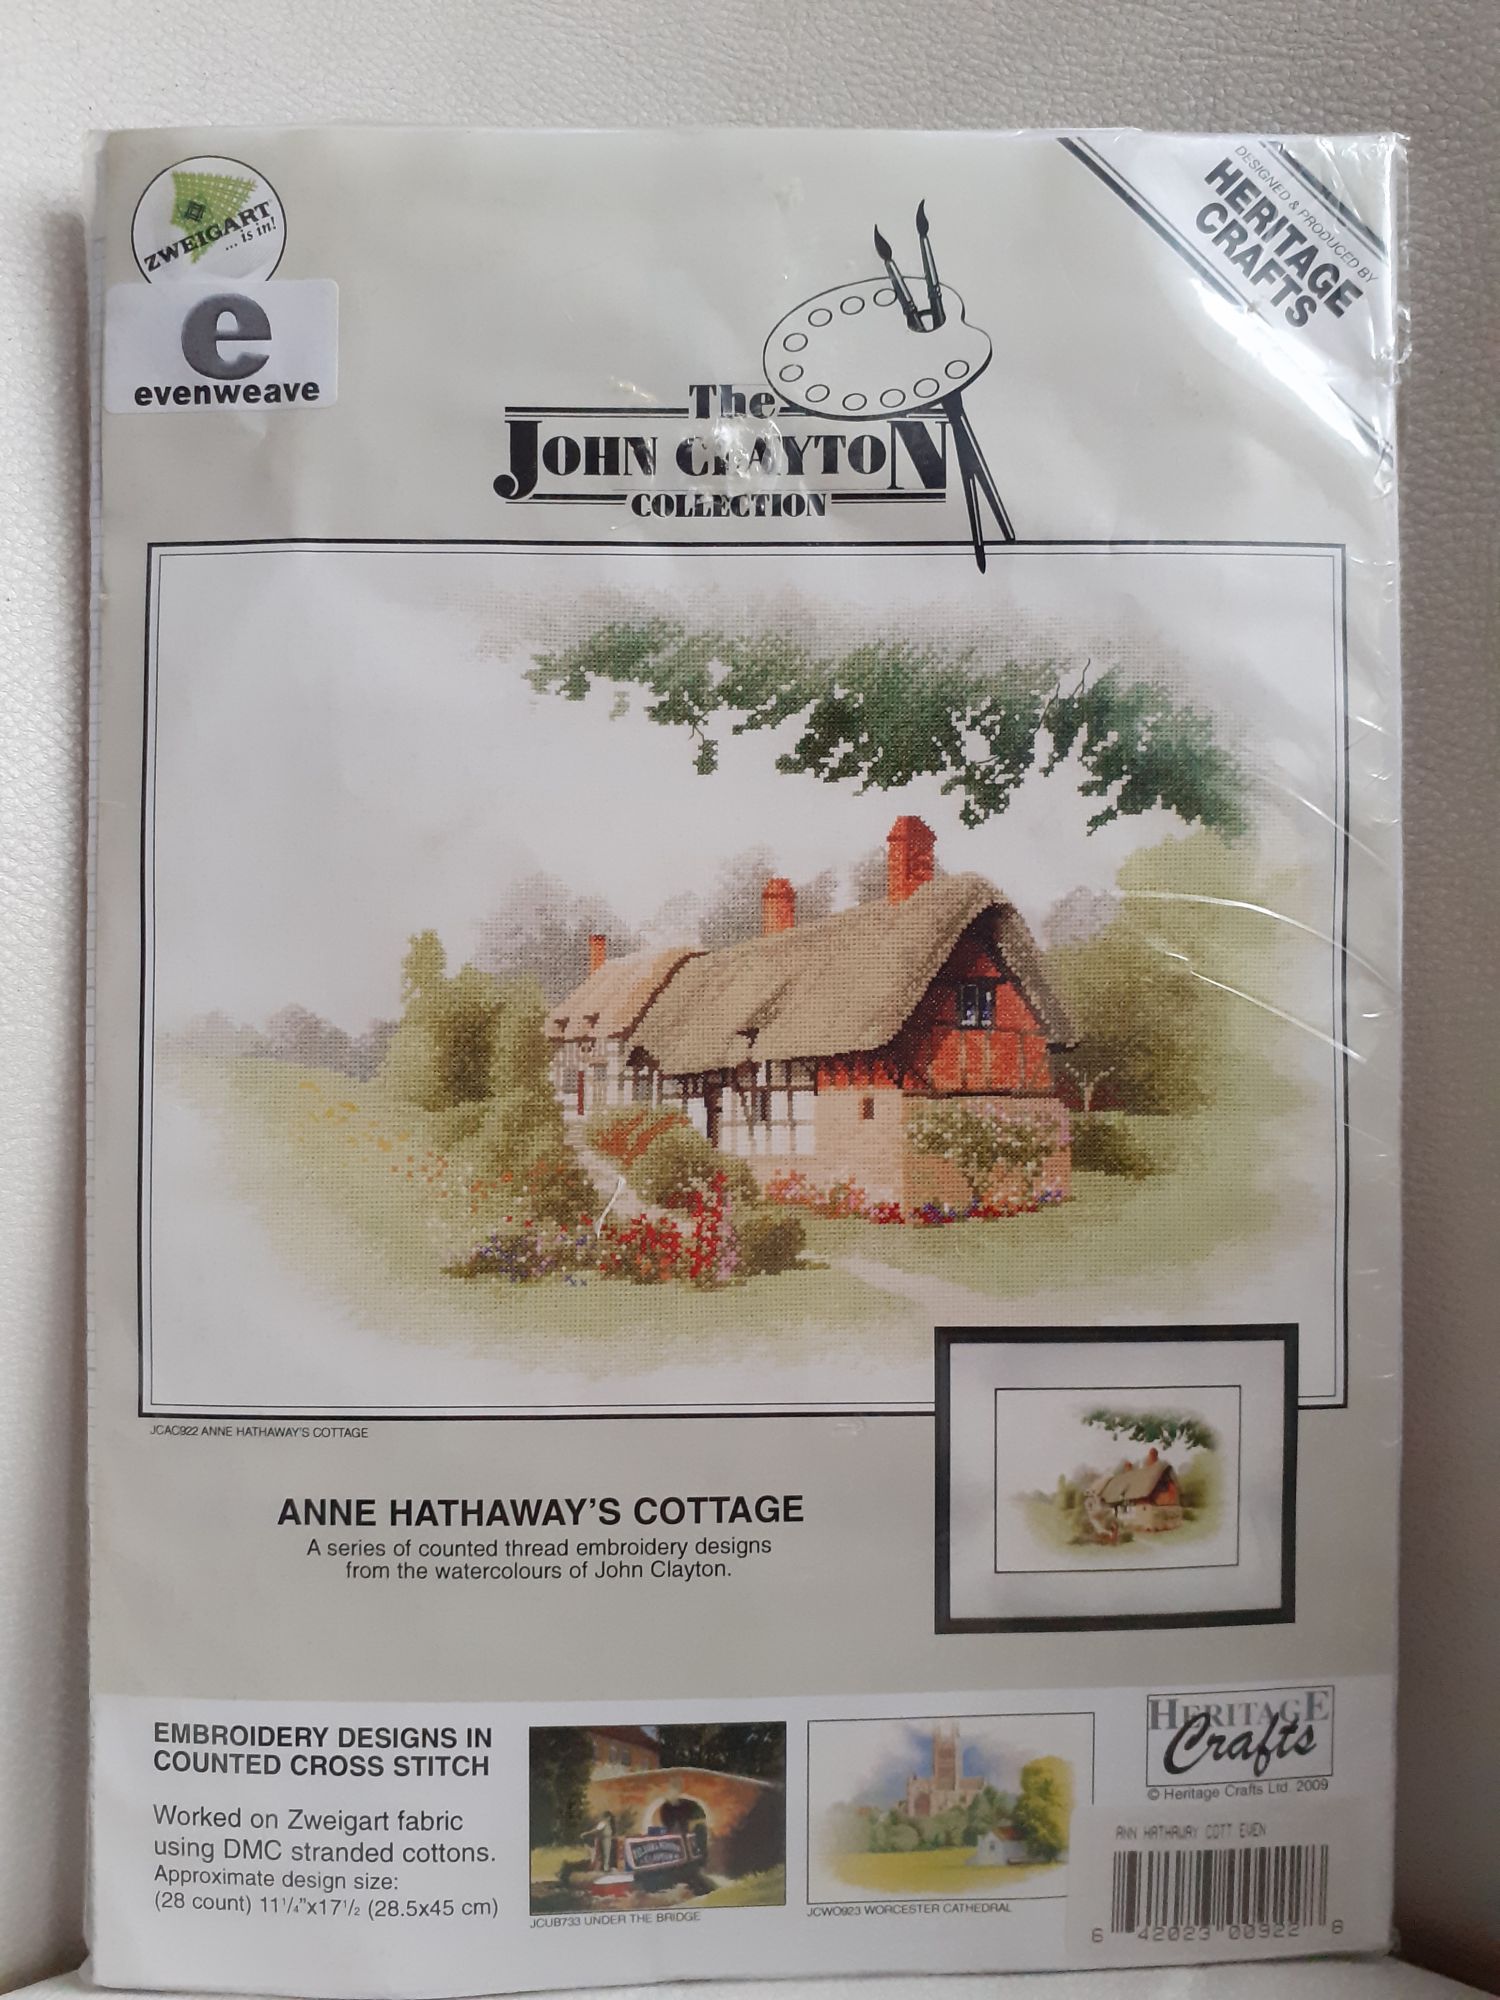 ZWEIGART
... is in!
e
evenweave
DESIGNED & PRODUCED BY
HERITAGE
CRAFTS
The
JOHN CLAYTON
COLLECTION
JCAC922 ANNE HATHAWAY'S COTTAGE
ANNE HATHAWAY'S COTTAGE
A series of counted thread embroidery designs
from the watercolours of John Clayton.
EMBROIDERY DESIGNS IN
COUNTED CROSS STITCH
Worked on Zweigart fabric
using DMC stranded cottons.
Approximate design size:
(28 count) 11¼"x17½ (28.5x45 cm)
JCUB733 UNDER THE BRIDGE
JCWO923 WORCESTER CATHEDRAL
HERITAGE
Crafts
© Heritage Crafts Ltd. 2009
ANN HATHAWAY COTT EVEN
6 42023 00922 8